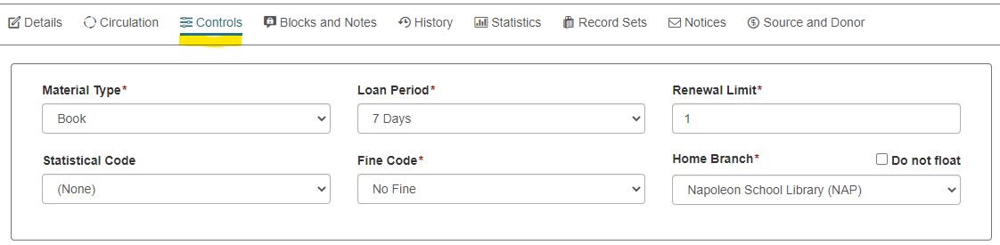 Details Circulation Controls Blocks and Notes History Statistics Record Sets Notices Source and Donor
Material Type* Loan Period* Renewal Limit*
Book 7 Days 1
Statistical Code Fine Code* Home Branch* Do not float
(None) No Fine Napoleon School Library (NAP)